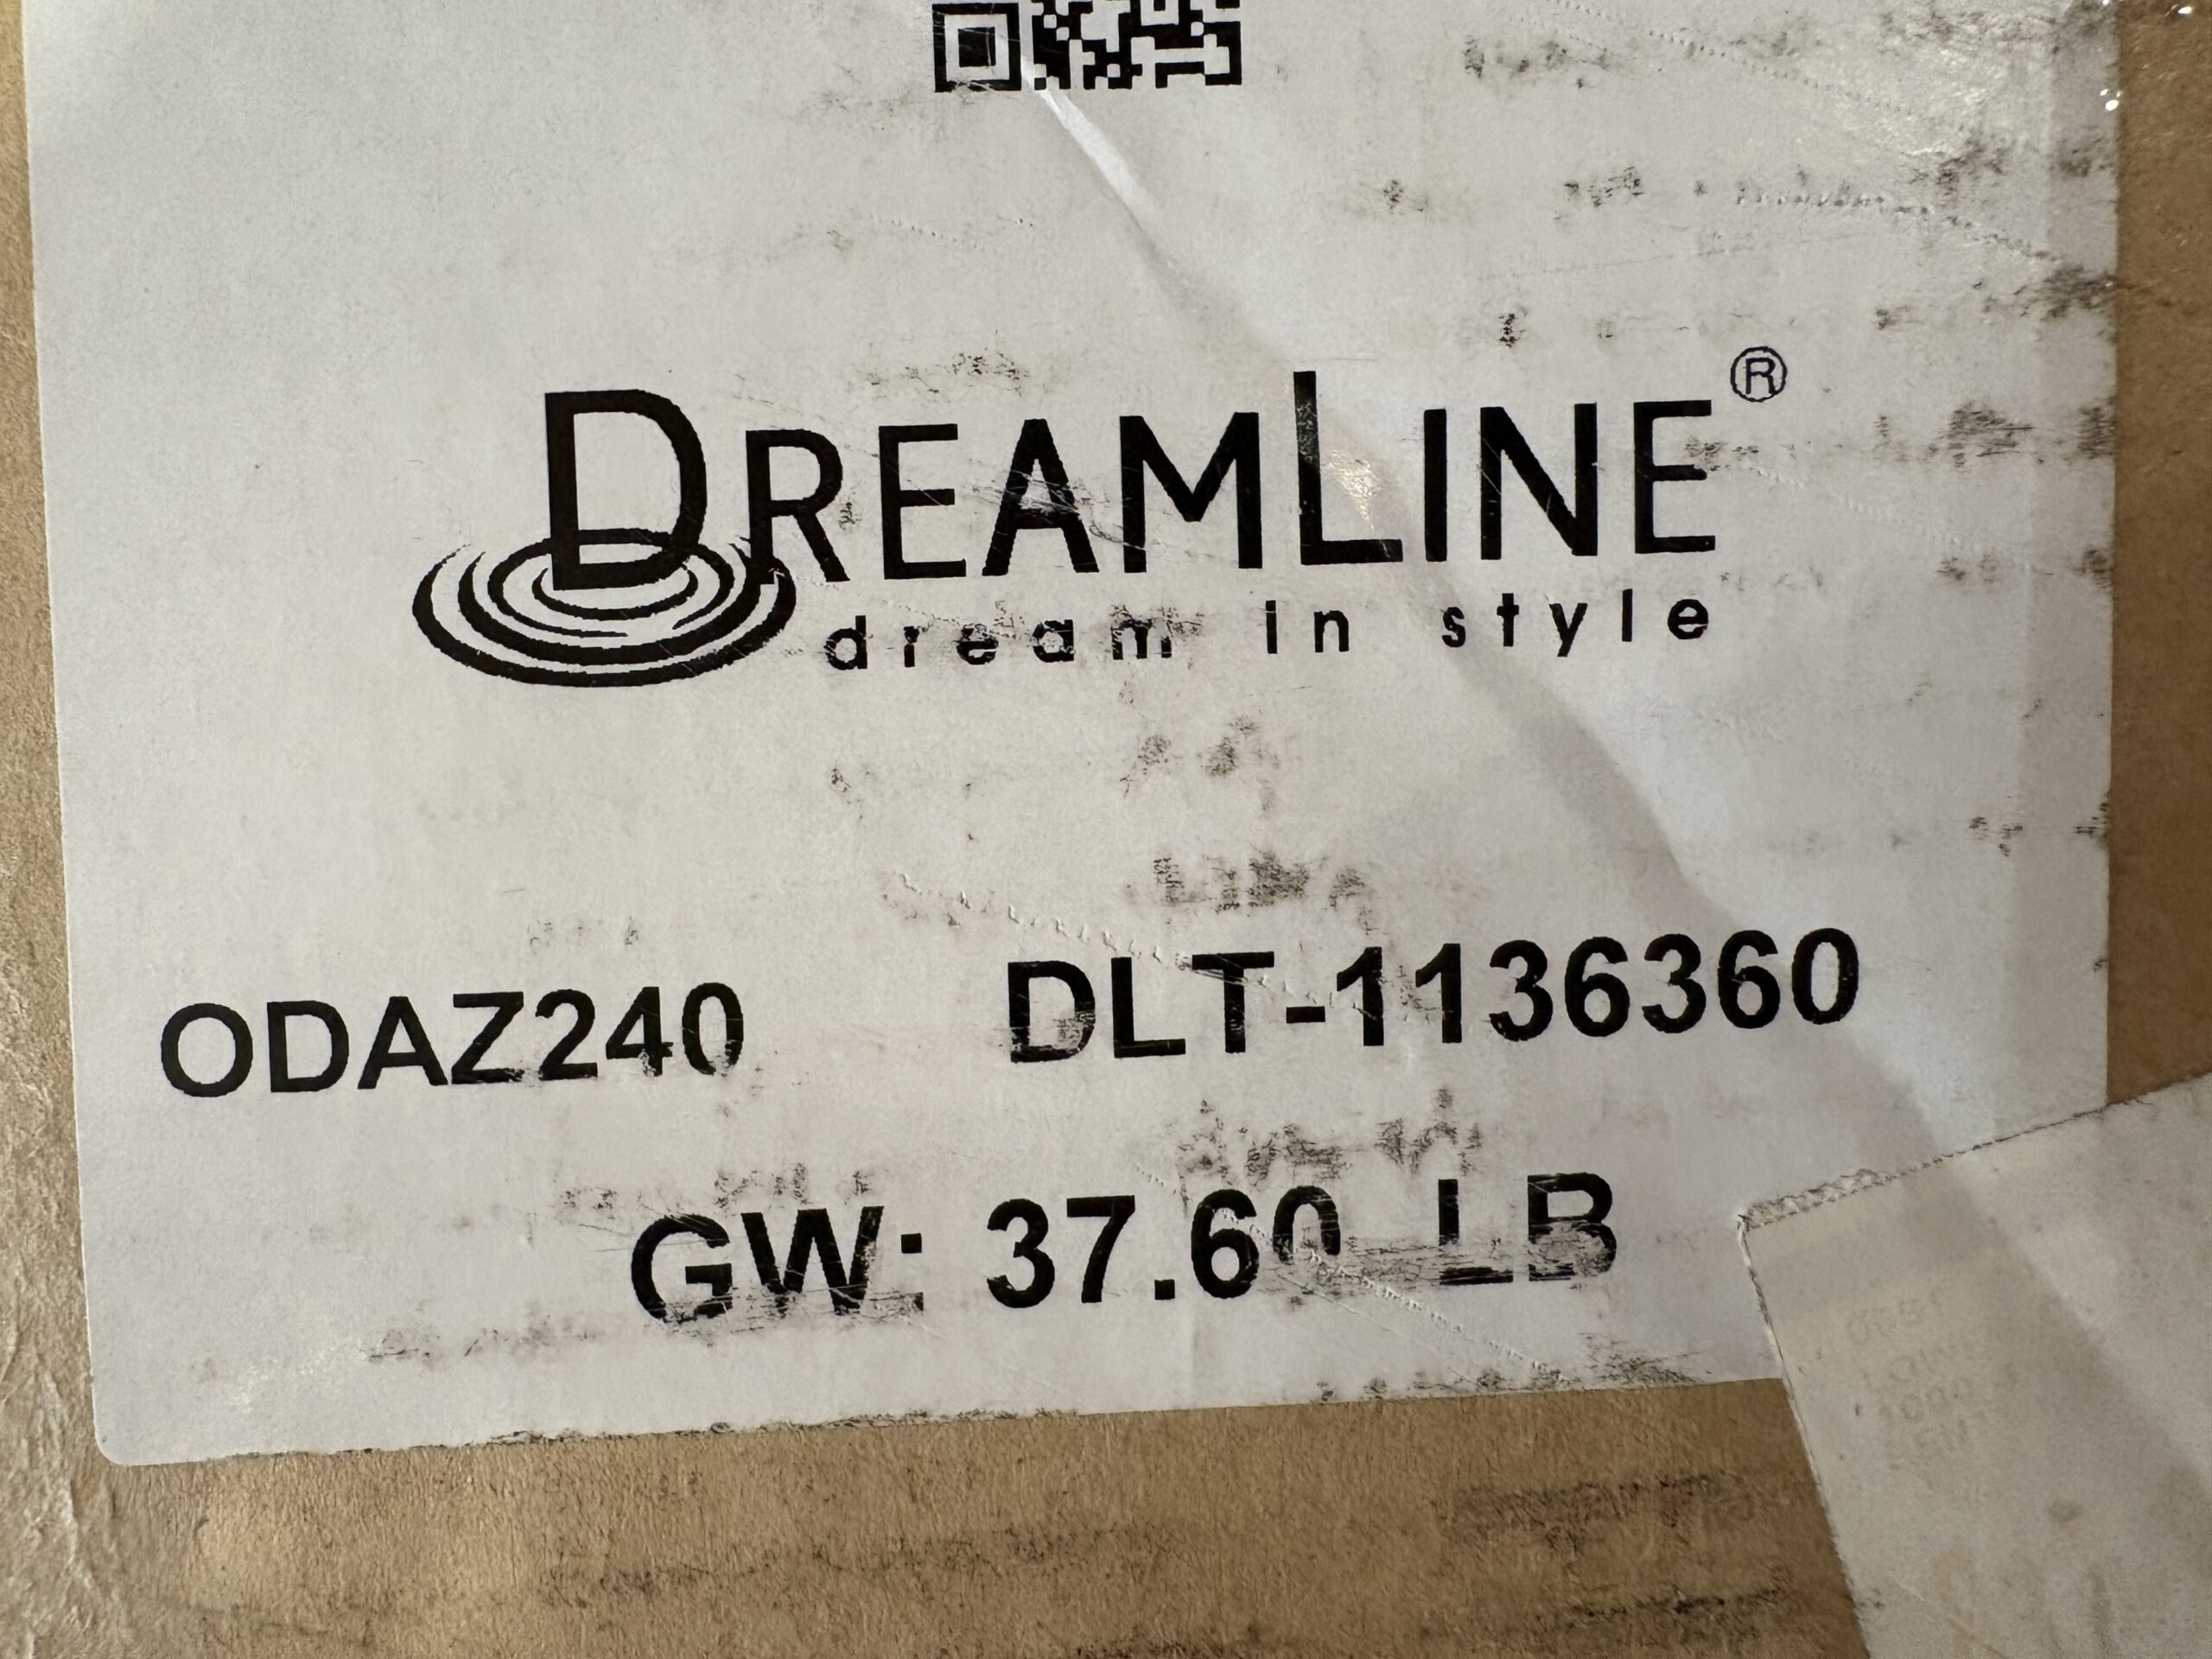 DREAMLINE®
dream in style
ODAZ240 DLT-1136360
GW: 37.60 LB